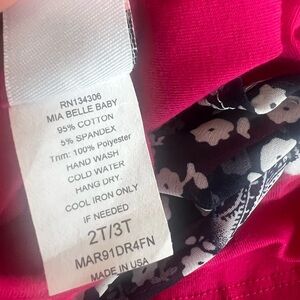 RN134306
MIA BELLE BABY
95% COTTON
5% SPANDEX
Trim: 100% Polyester
HAND WASH
COLD WATER
HANG DRY.
COOL IRON ONLY
IF NEEDED
2T/3T
MAR91DR4FN
MADE IN USA